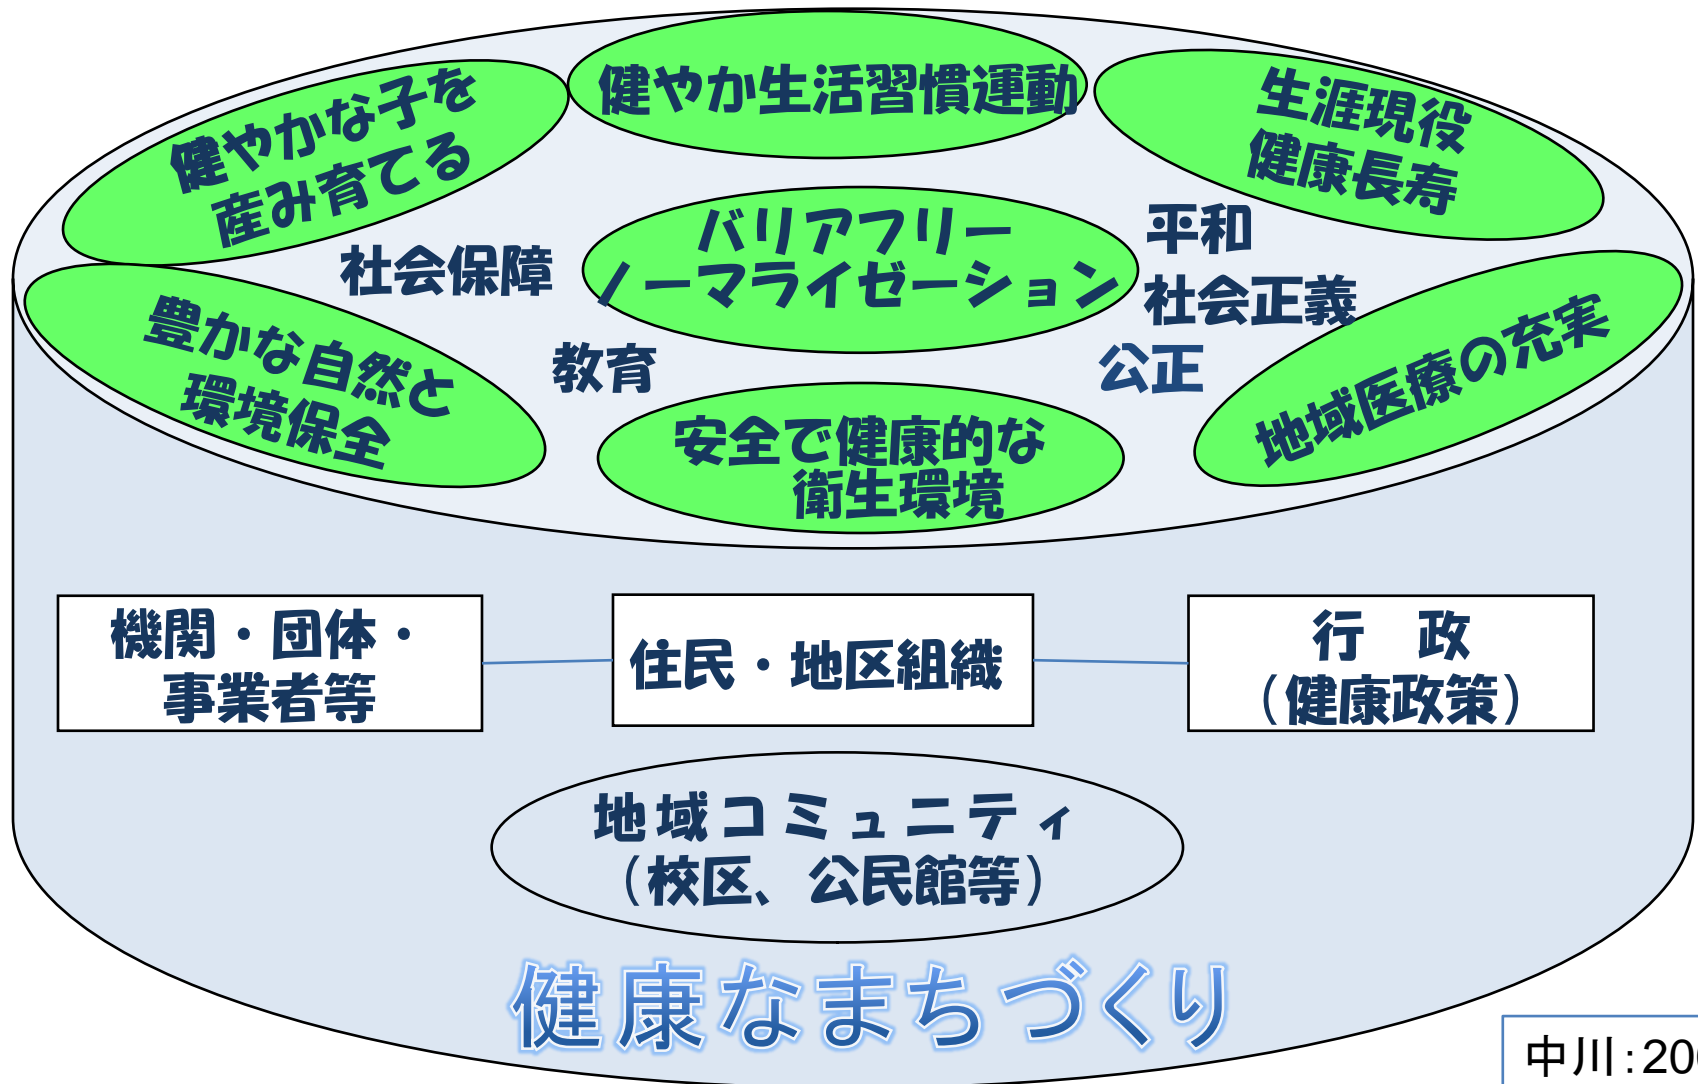 健やかな子を
産み育てる
健やか生活習慣運動
生涯現役
健康長寿
社会保障
バリアフリー
ノーマライゼーション
平和
社会正義
公正
教育
豊かな自然と
環境保全
安全で健康的な
衛生環境
地域医療の充実
機関・団体・
事業者等
住民・地区組織
行　政
（健康政策）
地域コミュニティ
（校区、公民館等）
健康なまちづくり
中川：